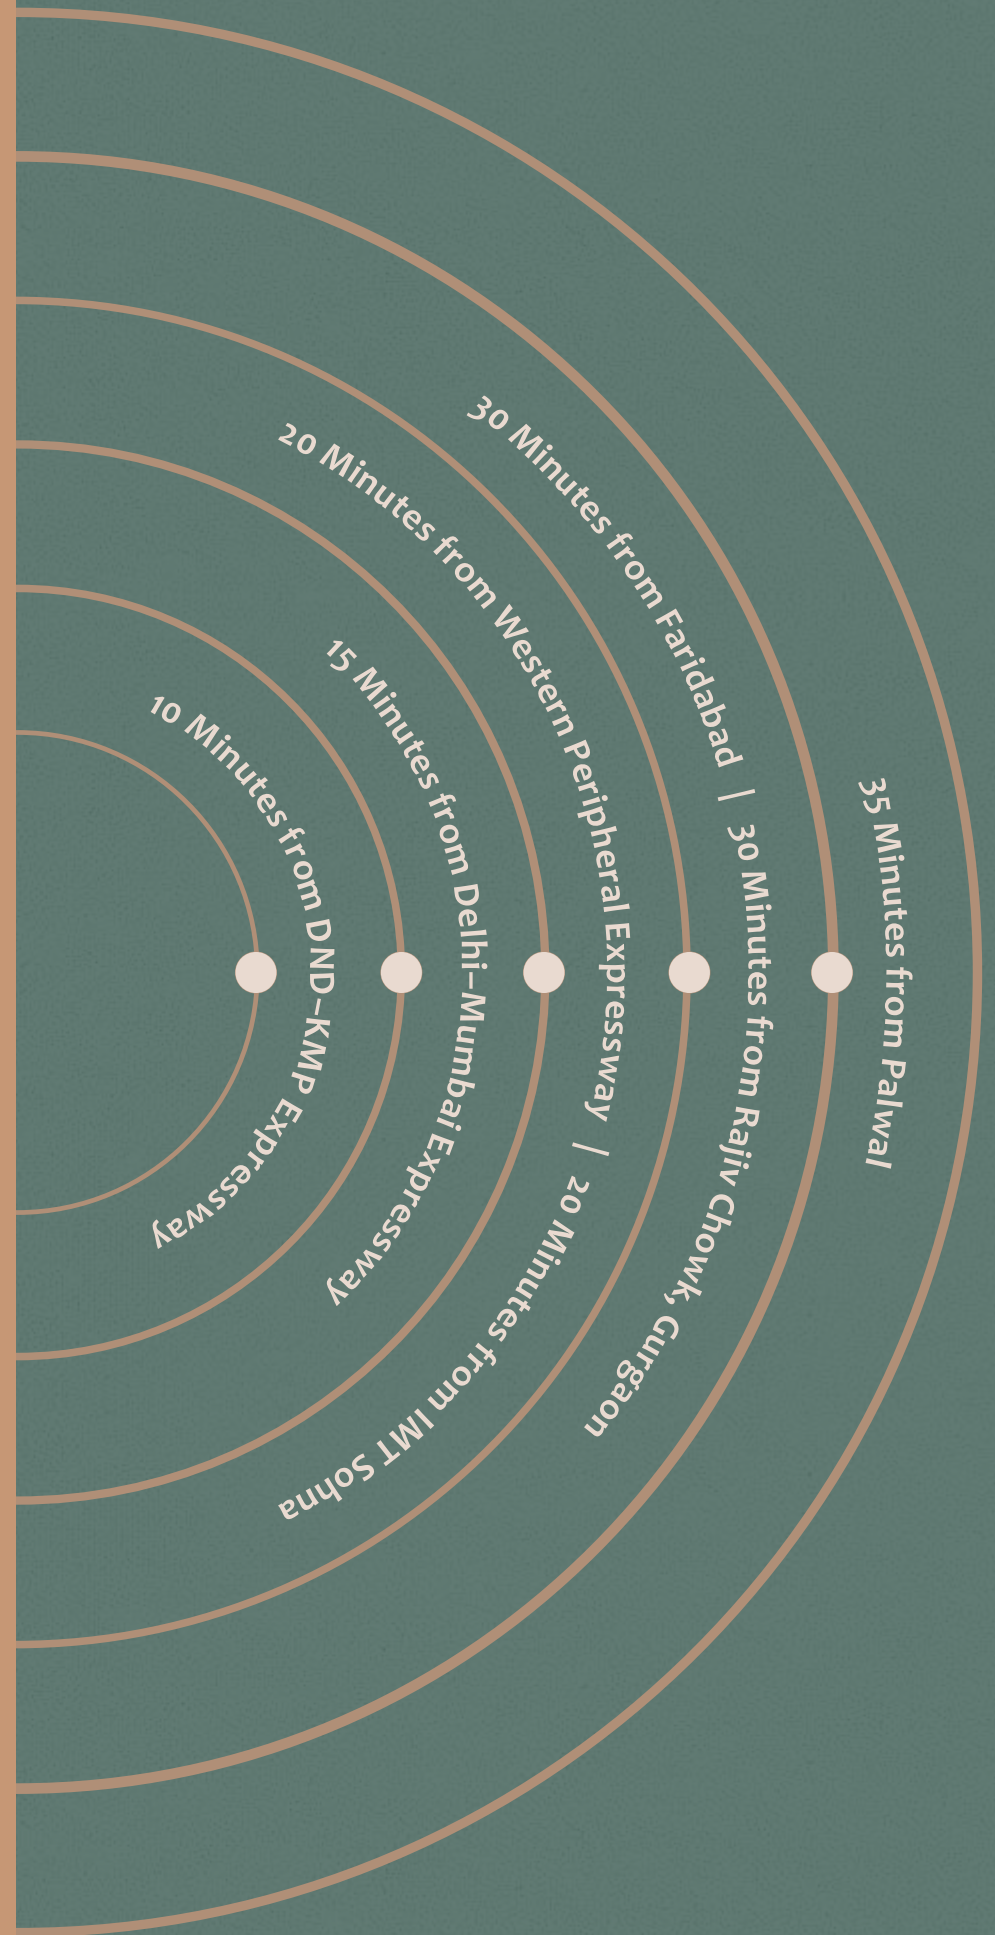 10 Minutes from DND–KMP Expressway
15 Minutes from Delhi–Mumbai Expressway
20 Minutes from Western Peripheral Expressway | 20 Minutes from IMT Sohna
30 Minutes from Faridabad | 30 Minutes from Rajiv Chowk, Gurgaon
35 Minutes from Palwal